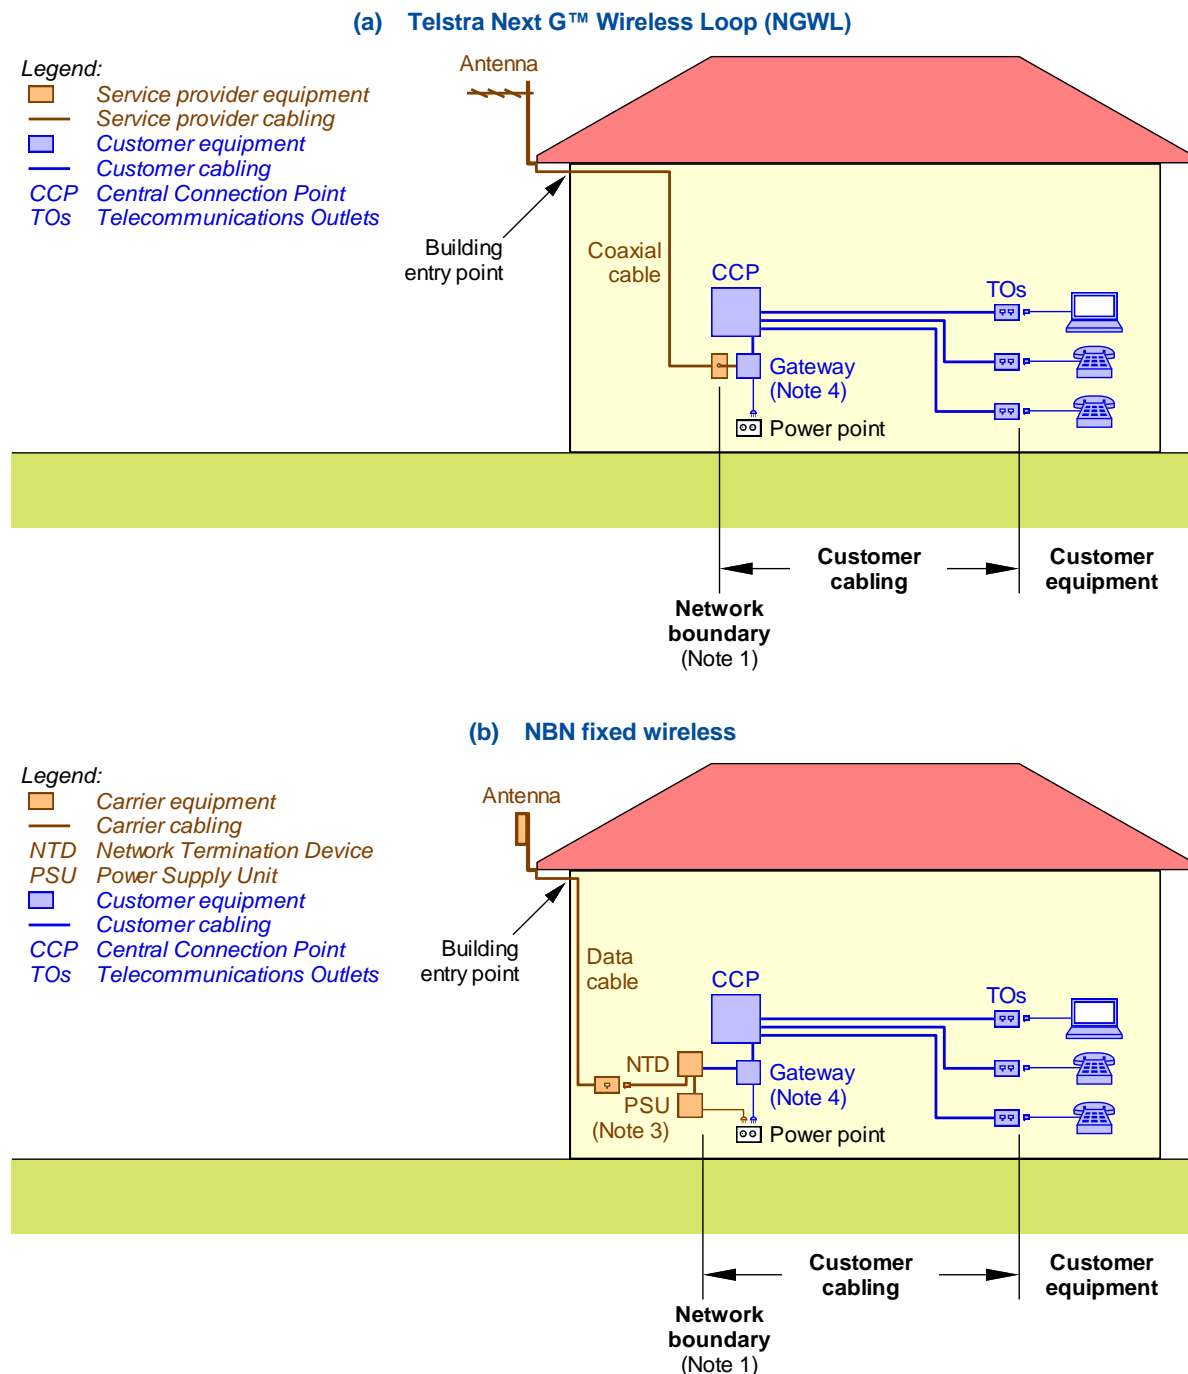 (a) Telstra Next G™ Wireless Loop (NGWL)
Legend:
Service provider equipment
Service provider cabling
Customer equipment
Customer cabling
CCP Central Connection Point
TOs Telecommunications Outlets
Antenna
Building
entry point
Coaxial
cable
CCP
TOs
Gateway
(Note 4)
Power point
Customer
cabling
Customer
equipment
Network
boundary
(Note 1)
(b) NBN fixed wireless
Legend:
Carrier equipment
Carrier cabling
NTD Network Termination Device
PSU Power Supply Unit
Customer equipment
Customer cabling
CCP Central Connection Point
TOs Telecommunications Outlets
Antenna
Building
entry point
Data
cable
CCP
TOs
NTD
Gateway
(Note 4)
PSU
(Note 3)
Power point
Customer
cabling
Customer
equipment
Network
boundary
(Note 1)